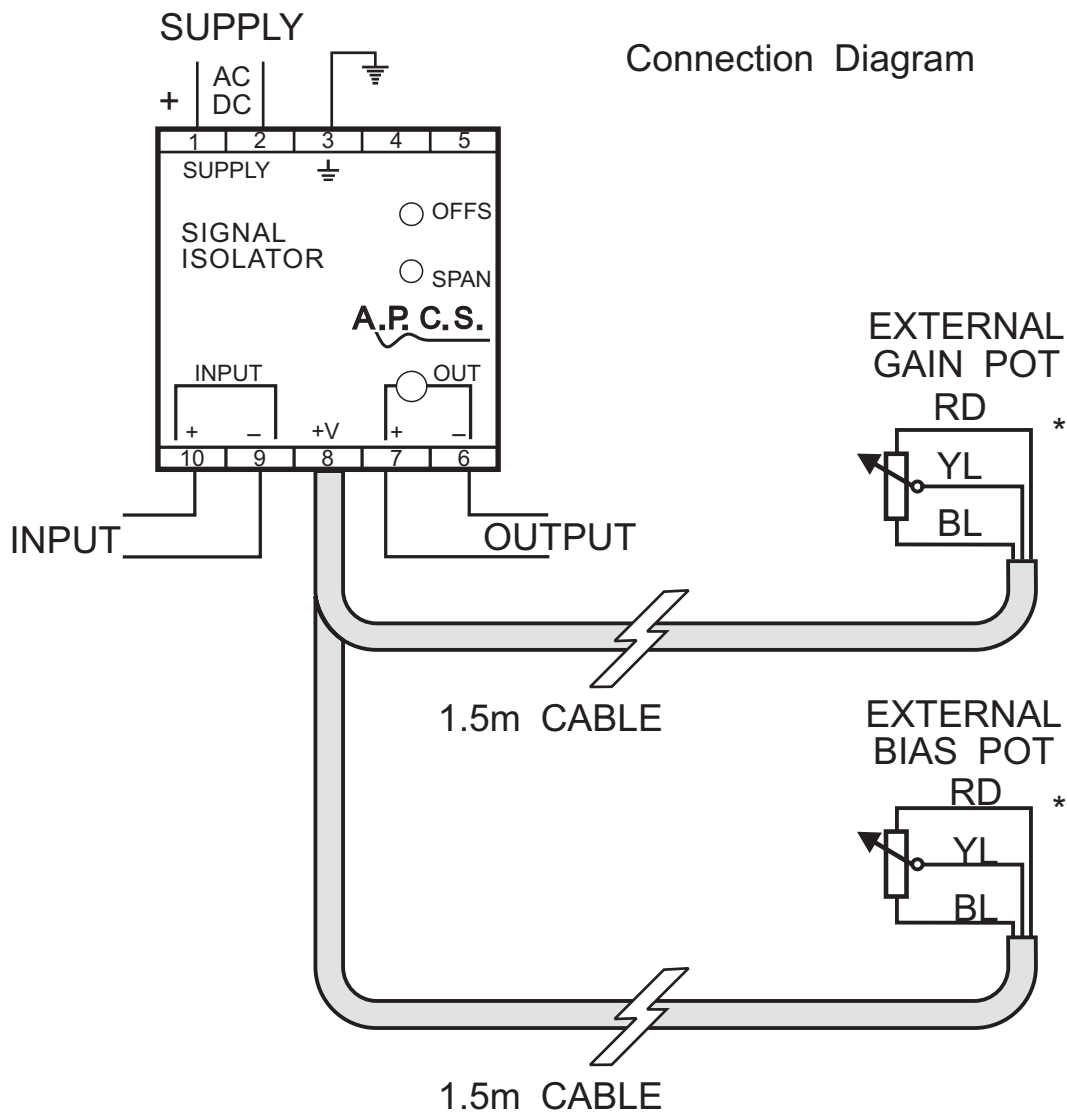 SUPPLY
Connection Diagram
AC
+ DC
1 2 3 4 5
SUPPLY
OFFS
SIGNAL
ISOLATOR
SPAN
A.P.C.S.
INPUT OUT
+ – +V + –
10 9 8 7 6
INPUT OUTPUT
EXTERNAL
GAIN POT
RD *
YL
BL
1.5m CABLE
EXTERNAL
BIAS POT
RD *
YL
BL
1.5m CABLE